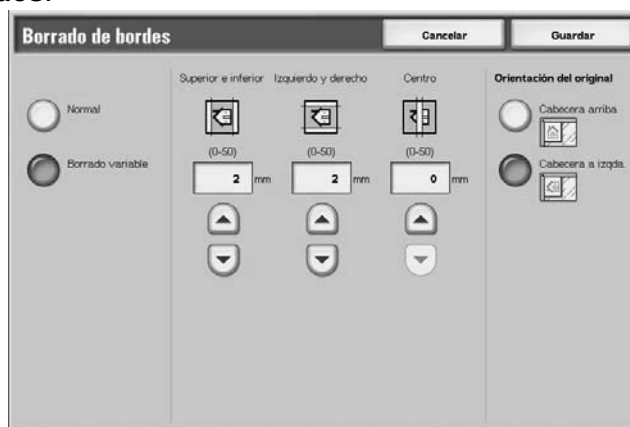 Borrado de bordes
Cancelar
Guardar
Superior e inferior
Izquierdo y derecho
Centro
Orientación del original
Normal
Borrado variable
(0-50)
(0-50)
(0-50)
2 mm
2 mm
0 mm
Cabecera arriba
Cabecera a izqda.